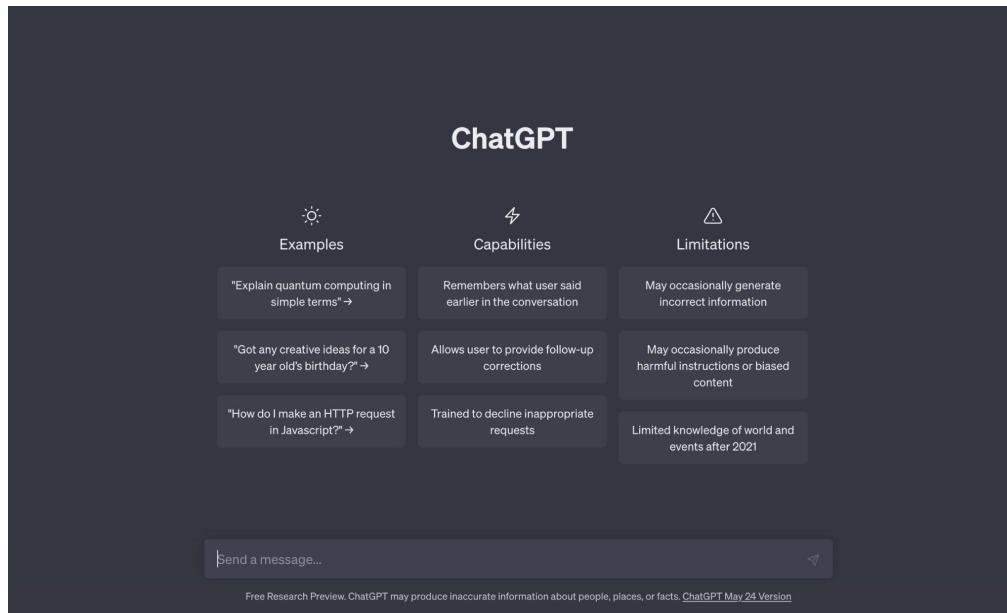 ChatGPT
Examples
"Explain quantum computing in
simple terms" →
"Got any creative ideas for a 10
year old's birthday?" →
"How do I make an HTTP request
in Javascript?" →
Capabilities
Remembers what user said
earlier in the conversation
Allows user to provide follow-up
corrections
Trained to decline inappropriate
requests
Limitations
May occasionally generate
incorrect information
May occasionally produce
harmful instructions or biased
content
Limited knowledge of world and
events after 2021
Send a message...
Free Research Preview. ChatGPT may produce inaccurate information about people, places, or facts. ChatGPT May 24 Version